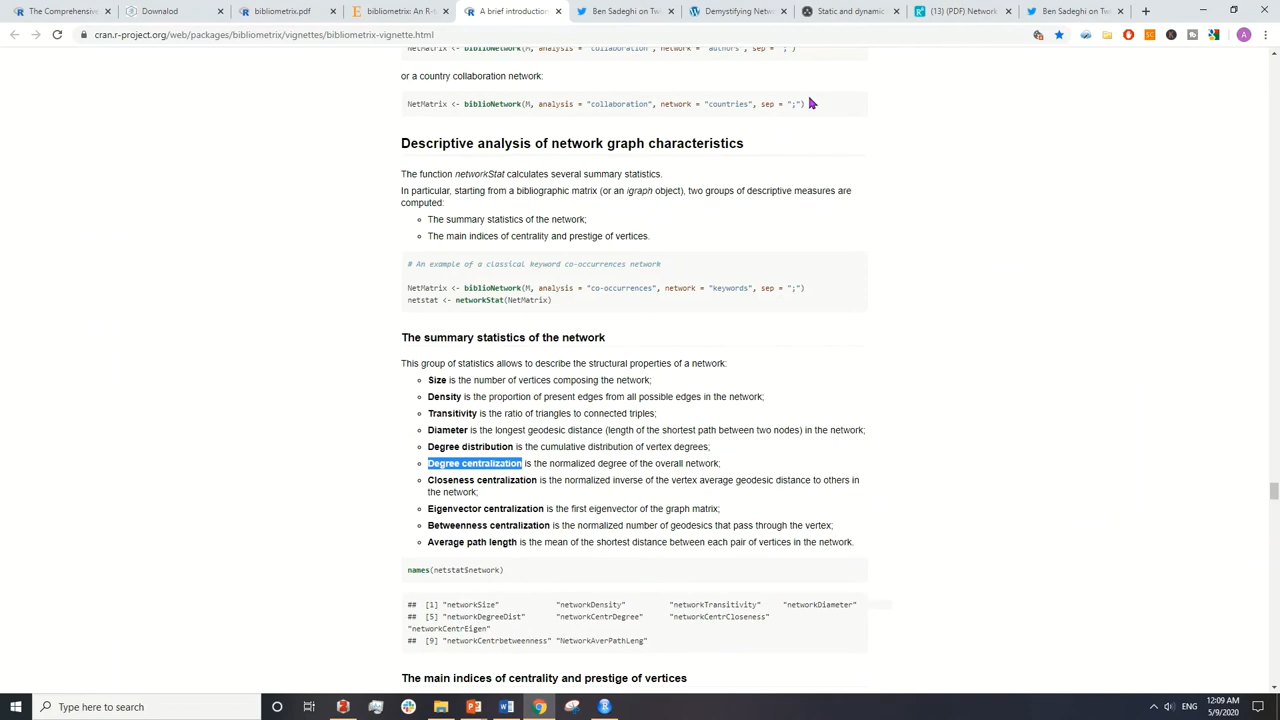 The Comprehensive
Downalod
bibliometrix.pdf
bibliometrix: An R-t
A brief introduction
Ben Sadeghi on Tw
Wikipedia Deminin
Static and dynamic
(13) (PDF) Network
Ben Sadeghi on Tw
cran.r-project.org/web/packages/bibliometrix/vignettes/bibliometrix-vignette.html
NetMatrix <- biblioNetwork(M, analysis = "collaboration", network = "authors", sep = ";")
or a country collaboration network:
NetMatrix <- biblioNetwork(M, analysis = "collaboration", network = "countries", sep = ";")
Descriptive analysis of network graph characteristics
The function networkStat calculates several summary statistics.
In particular, starting from a bibliographic matrix (or an igraph object), two groups of descriptive measures are
computed:
The summary statistics of the network;
The main indices of centrality and prestige of vertices.
# An example of a classical keyword co-occurrences network
NetMatrix <- biblioNetwork(M, analysis = "co-occurrences", network = "keywords", sep = ";")
netstat <- networkStat(NetMatrix)
The summary statistics of the network
This group of statistics allows to describe the structural properties of a network:
Size is the number of vertices composing the network;
Density is the proportion of present edges from all possible edges in the network;
Transitivity is the ratio of triangles to connected triples;
Diameter is the longest geodesic distance (length of the shortest path between two nodes) in the network;
Degree distribution is the cumulative distribution of vertex degrees;
Degree centralization is the normalized degree of the overall network;
Closeness centralization is the normalized inverse of the vertex average geodesic distance to others in
the network;
Eigenvector centralization is the first eigenvector of the graph matrix;
Betweenness centralization is the normalized number of geodesics that pass through the vertex;
Average path length is the mean of the shortest distance between each pair of vertices in the network.
names(netstat$network)
## [1] "networkSize" "networkDensity" "networkTransitivity" "networkDiameter"
## [5] "networkDegreeDist" "networkCentrDegree" "networkCentrCloseness"
"networkCentrEigen"
## [9] "networkCentrbetweenness" "NetworkAverPathLeng"
The main indices of centrality and prestige of vertices
Type here to search
12:09 AM
5/9/2020